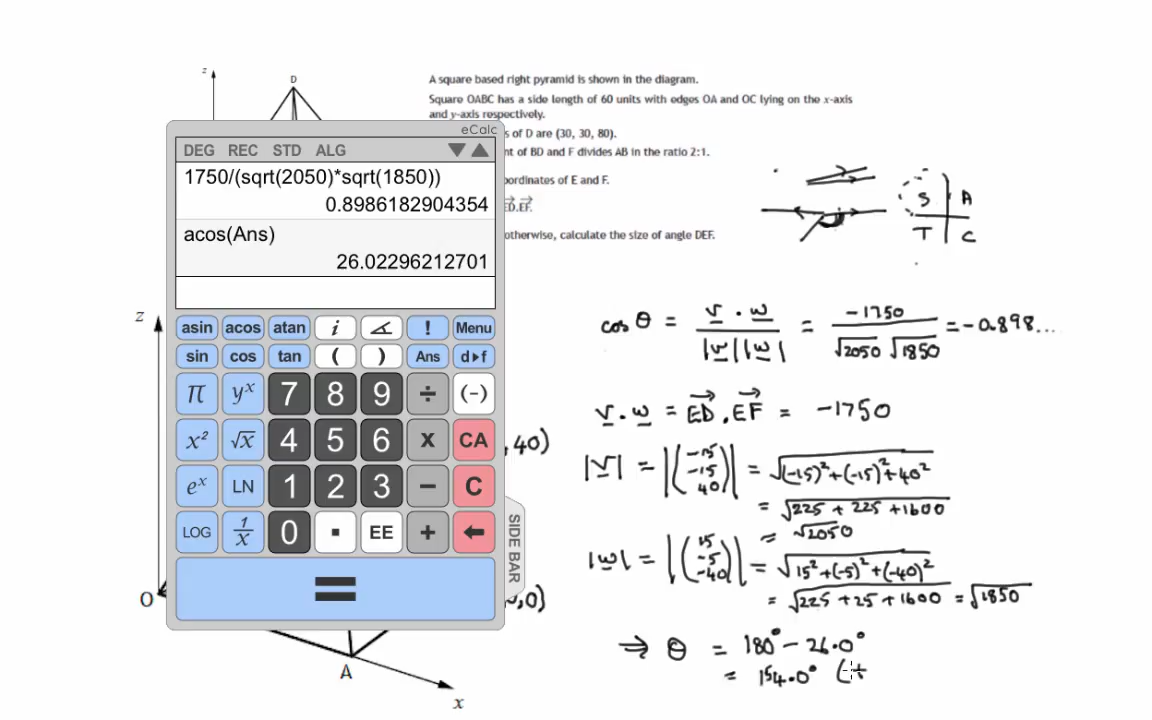 z
D
A square based right pyramid is shown in the diagram.
Square OABC has a side length of 60 units with edges OA and OC lying on the x-axis
and y-axis respectively.
s of D are (30, 30, 80).
nt of BD and F divides AB in the ratio 2:1.
ordinates of E and F.
ED.EF.
otherwise, calculate the size of angle DEF.
S A
T C
eCalc
DEG REC STD ALG
1750/(sqrt(2050)*sqrt(1850))
0.8986182904354
acos(Ans)
26.02296212701
asin acos atan i ∠ ! Menu
sin cos tan ( ) Ans d▸f
π yˣ 7 8 9 ÷ (-)
x² √x 4 5 6 x CA
eˣ LN 1 2 3 − C
LOG 1/x 0 . EE + ←
=
SIDE BAR
z
, 40)
O
,0)
A
x
cos θ = v . w / |v||w| = -1750 / √2050 √1850 = -0.898...
v . w = ED . EF = -1750
|v| = |(-15 -15 40)| = √(-15)² + (-15)² + 40²
= √225 + 225 + 1600
= √2050
|w| = |(15 -5 -40)| = √15² + (-5)² + (-40)²
= √225 + 25 + 1600 = √1850
⇒ θ = 180° - 26.0°
= 154.0° (